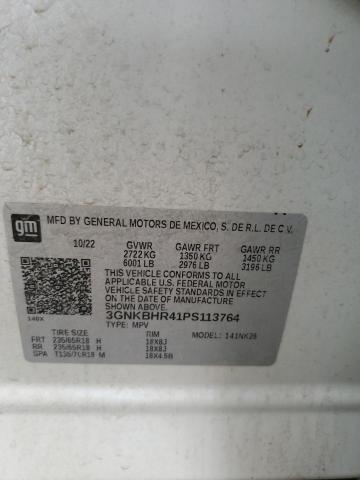 gm
MFD BY GENERAL MOTORS DE MEXICO, S. DE R.L. DE C.V.
10/22 GVWR GAWR FRT GAWR RR
2722 KG 1350 KG 1450 KG
6001 LB 2976 LB 3196 LB
THIS VEHICLE CONFORMS TO ALL
APPLICABLE U.S. FEDERAL MOTOR
VEHICLE SAFETY STANDARDS IN EFFECT
ON THE DATE OF MANUFACTURE
SHOWN ABOVE.
3GNKBHR41PS113764
TYPE: MPV MODEL: 141NK26
TIRE SIZE RIM
FRT 235/65R18 H 18X8J
RR 235/65R18 H 18X8J
SPA T135/70R18 M 18X4.5B